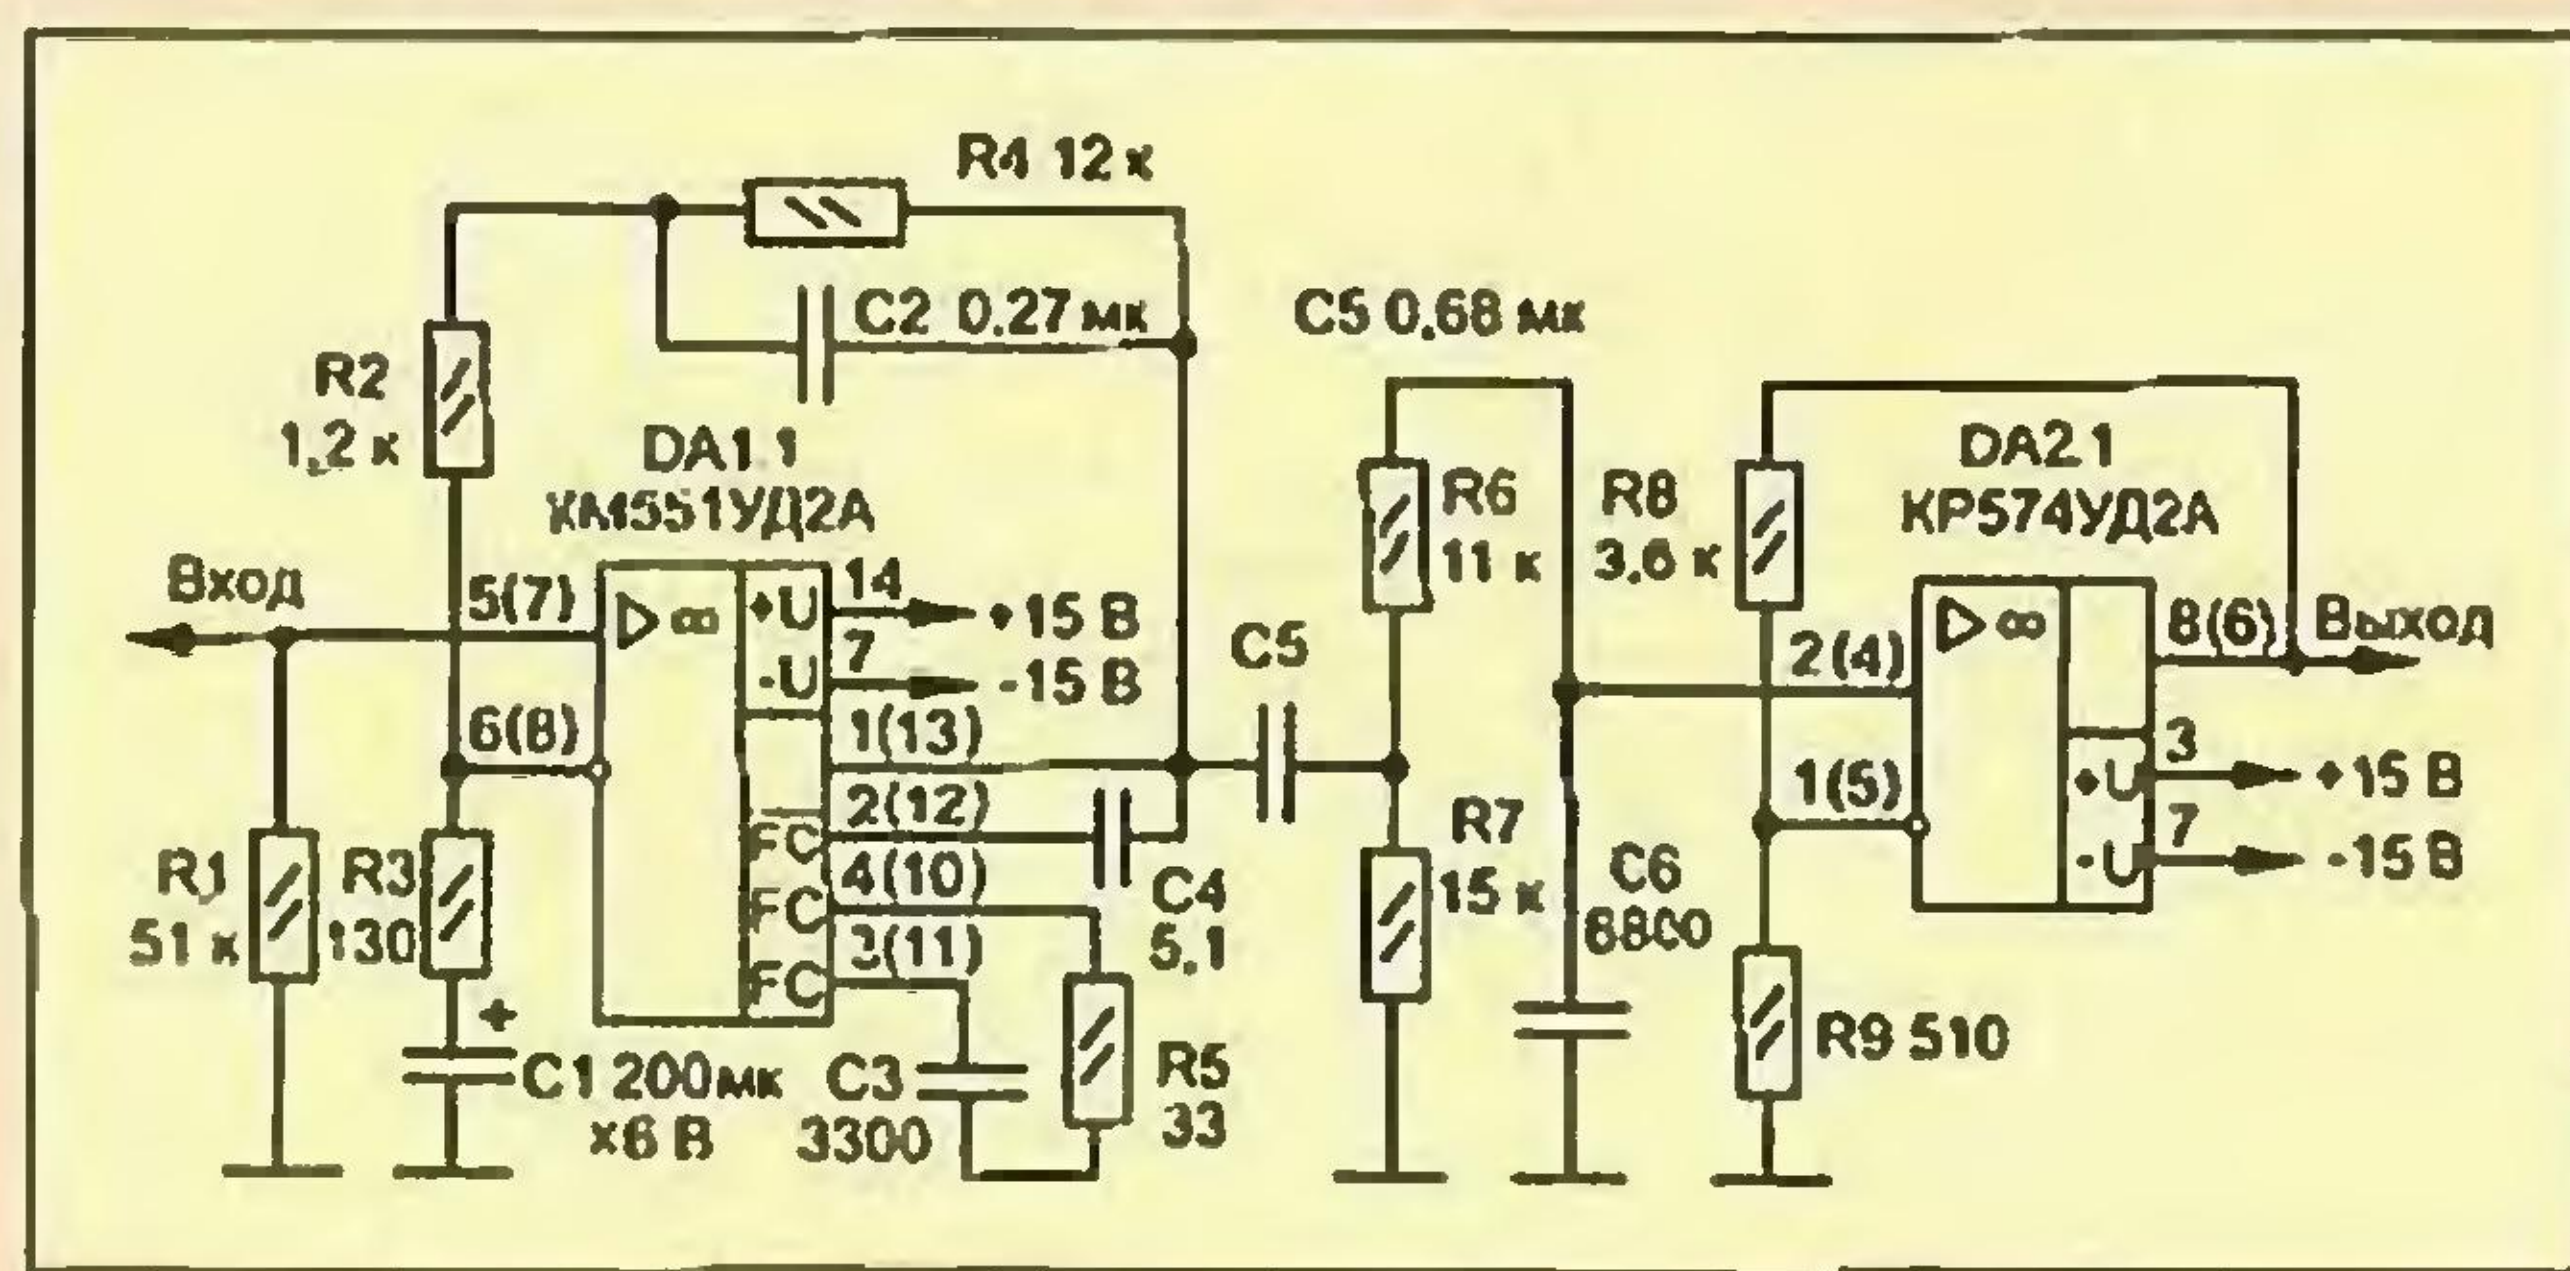 R4 12 к
C2 0,27 мк
C5 0,68 мк
R2
1,2 к
DA1.1
КМ551УД2А
DA2.1
КР574УД2А
R6
11 к
R8
3,6 к
Вход
5(7)
▷ ∞
+U
14
+15 В
-U
7
-15 В
6(8)
1(13)
2(12)
FC
4(10)
FC
3(11)
FC
C5
2(4)
▷ ∞
8(6)
Выход
3
+U
+15 В
1(5)
7
-U
-15 В
R1
51 к
R3
130
C4
5,1
R7
15 к
C6
+
C1 200 мк
×6 В
C3
3300
R5
33
R9 510